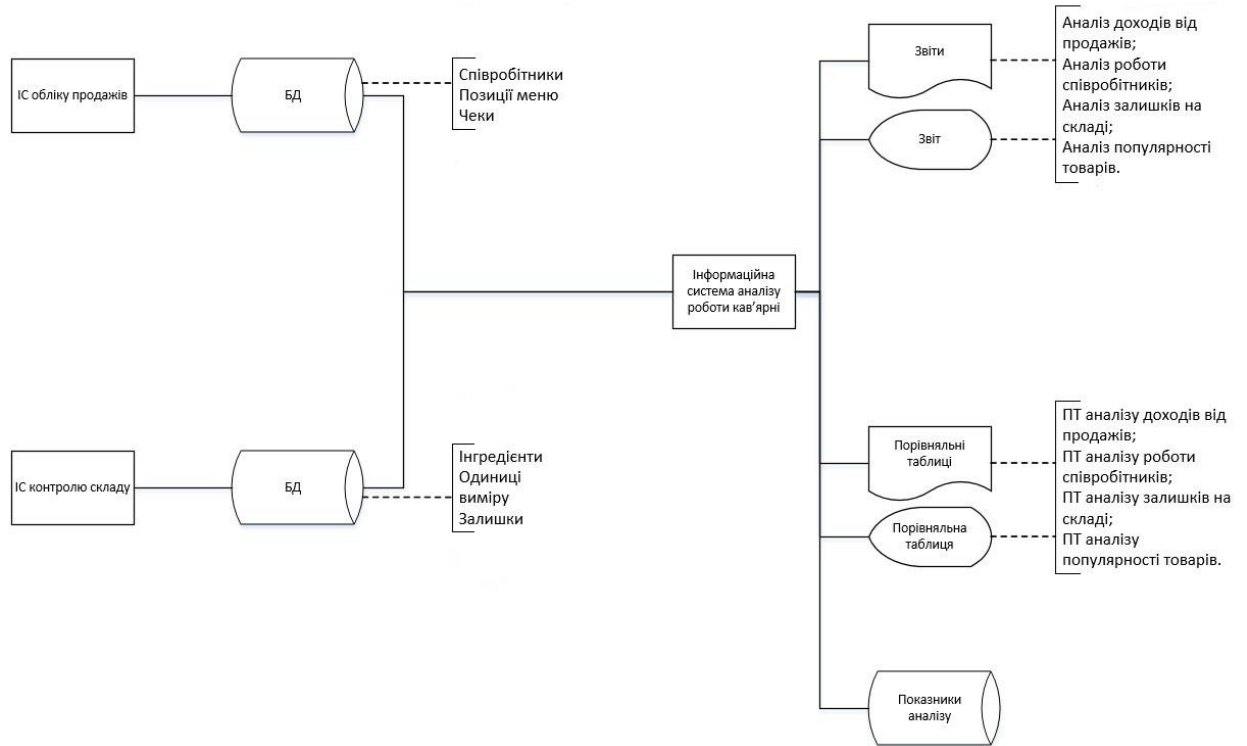 ІС обліку продажів
БД
Співробітники
Позиції меню
Чеки
ІС контролю складу
БД
Інгредієнти
Одиниці
виміру
Залишки
Інформаційна
система аналізу
роботи кав’ярні
Звіти
Звіт
Аналіз доходів від
продажів;
Аналіз роботи
співробітників;
Аналіз залишків на
складі;
Аналіз популярності
товарів.
Порівняльні
таблиці
Порівняльна
таблиця
ПТ аналізу доходів від
продажів;
ПТ аналізу роботи
співробітників;
ПТ аналізу залишків на
складі;
ПТ аналізу
популярності товарів.
Показники
аналізу